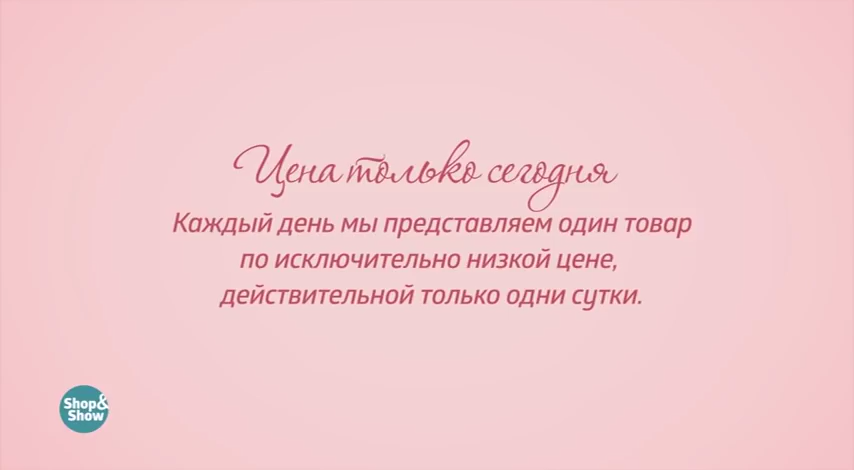 Цена только сегодня
Каждый день мы представляем один товар
по исключительно низкой цене,
действительной только одни сутки.
Shop&
Show